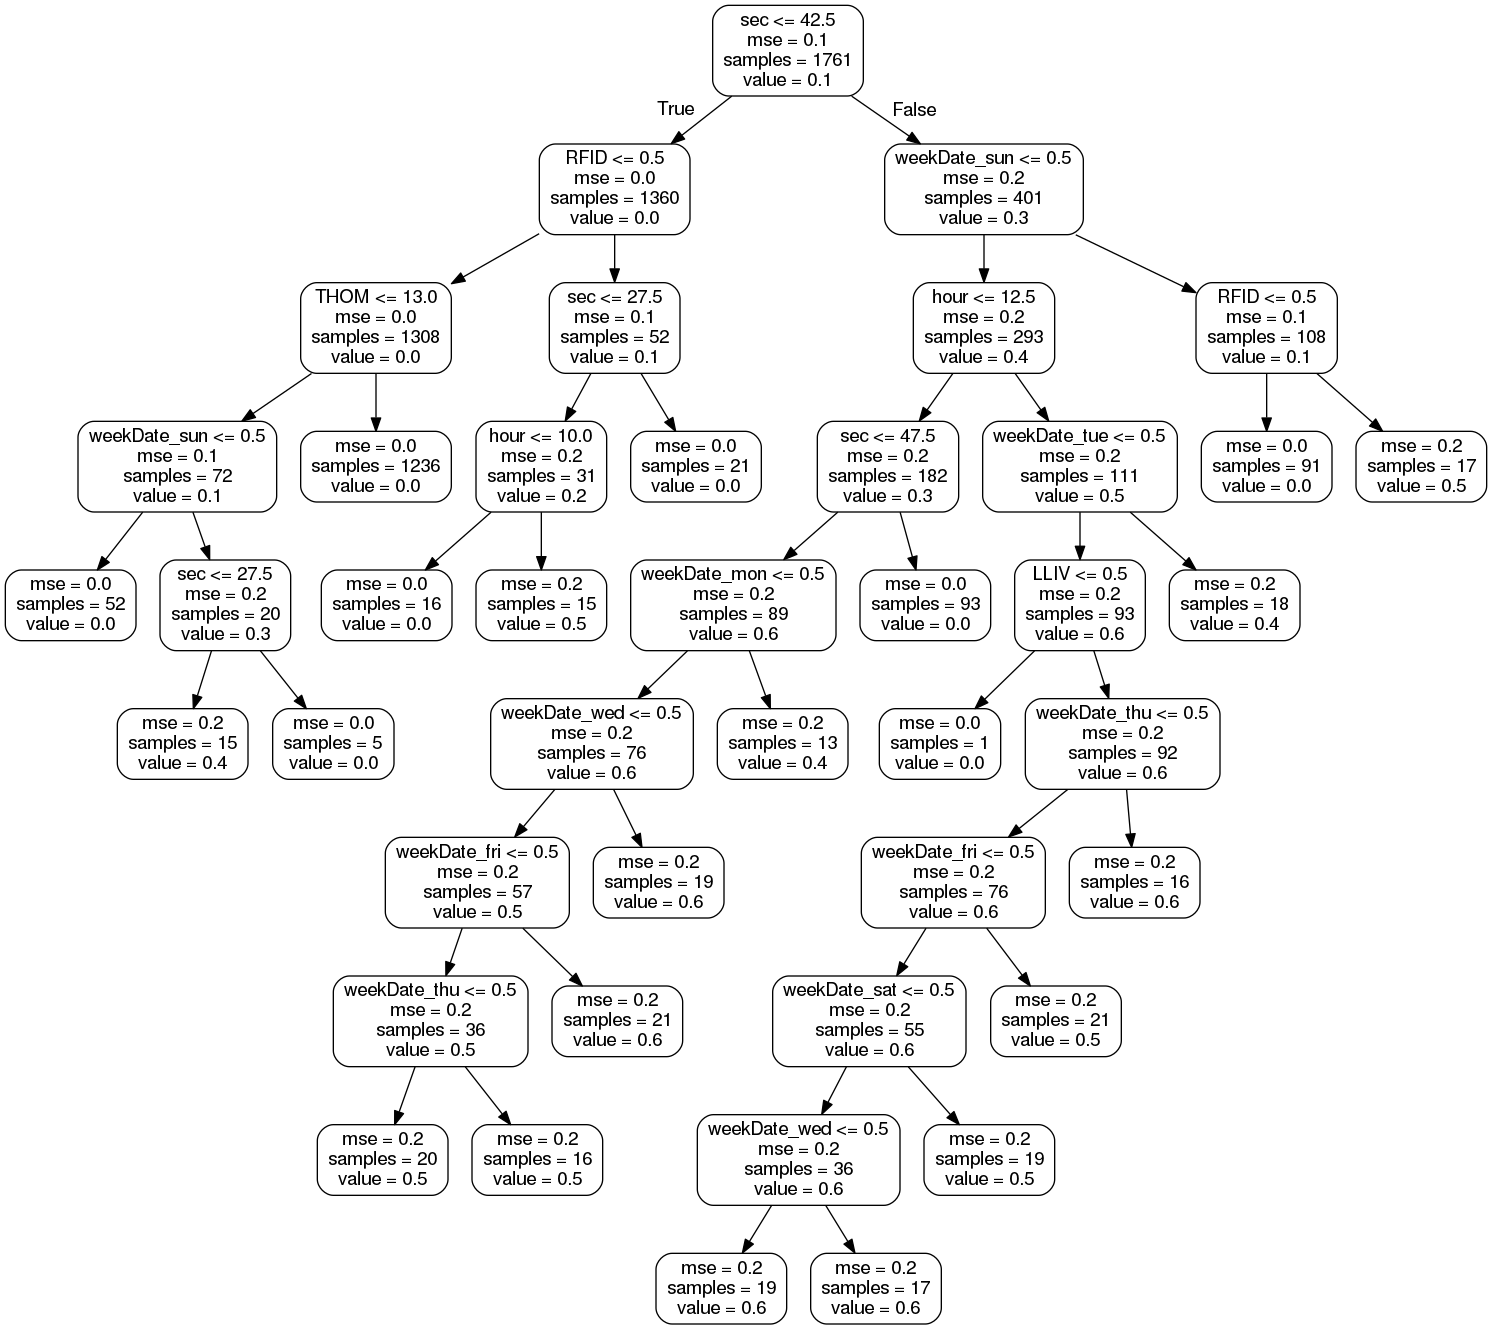 sec <= 42.5
mse = 0.1
samples = 1761
value = 0.1
True
False
RFID <= 0.5
mse = 0.0
samples = 1360
value = 0.0
weekDate_sun <= 0.5
mse = 0.2
samples = 401
value = 0.3
THOM <= 13.0
mse = 0.0
samples = 1308
value = 0.0
sec <= 27.5
mse = 0.1
samples = 52
value = 0.1
hour <= 12.5
mse = 0.2
samples = 293
value = 0.4
RFID <= 0.5
mse = 0.1
samples = 108
value = 0.1
weekDate_sun <= 0.5
mse = 0.1
samples = 72
value = 0.1
mse = 0.0
samples = 1236
value = 0.0
hour <= 10.0
mse = 0.2
samples = 31
value = 0.2
mse = 0.0
samples = 21
value = 0.0
sec <= 47.5
mse = 0.2
samples = 182
value = 0.3
weekDate_tue <= 0.5
mse = 0.2
samples = 111
value = 0.5
mse = 0.0
samples = 91
value = 0.0
mse = 0.2
samples = 17
value = 0.5
mse = 0.0
samples = 52
value = 0.0
sec <= 27.5
mse = 0.2
samples = 20
value = 0.3
mse = 0.0
samples = 16
value = 0.0
mse = 0.2
samples = 15
value = 0.5
weekDate_mon <= 0.5
mse = 0.2
samples = 89
value = 0.6
mse = 0.0
samples = 93
value = 0.0
LLIV <= 0.5
mse = 0.2
samples = 93
value = 0.6
mse = 0.2
samples = 18
value = 0.4
mse = 0.2
samples = 15
value = 0.4
mse = 0.0
samples = 5
value = 0.0
weekDate_wed <= 0.5
mse = 0.2
samples = 76
value = 0.6
mse = 0.2
samples = 13
value = 0.4
mse = 0.0
samples = 1
value = 0.0
weekDate_thu <= 0.5
mse = 0.2
samples = 92
value = 0.6
weekDate_fri <= 0.5
mse = 0.2
samples = 57
value = 0.5
mse = 0.2
samples = 19
value = 0.6
weekDate_fri <= 0.5
mse = 0.2
samples = 76
value = 0.6
mse = 0.2
samples = 16
value = 0.6
weekDate_thu <= 0.5
mse = 0.2
samples = 36
value = 0.5
mse = 0.2
samples = 21
value = 0.6
weekDate_sat <= 0.5
mse = 0.2
samples = 55
value = 0.6
mse = 0.2
samples = 21
value = 0.5
mse = 0.2
samples = 20
value = 0.5
mse = 0.2
samples = 16
value = 0.5
weekDate_wed <= 0.5
mse = 0.2
samples = 36
value = 0.6
mse = 0.2
samples = 19
value = 0.5
mse = 0.2
samples = 19
value = 0.6
mse = 0.2
samples = 17
value = 0.6